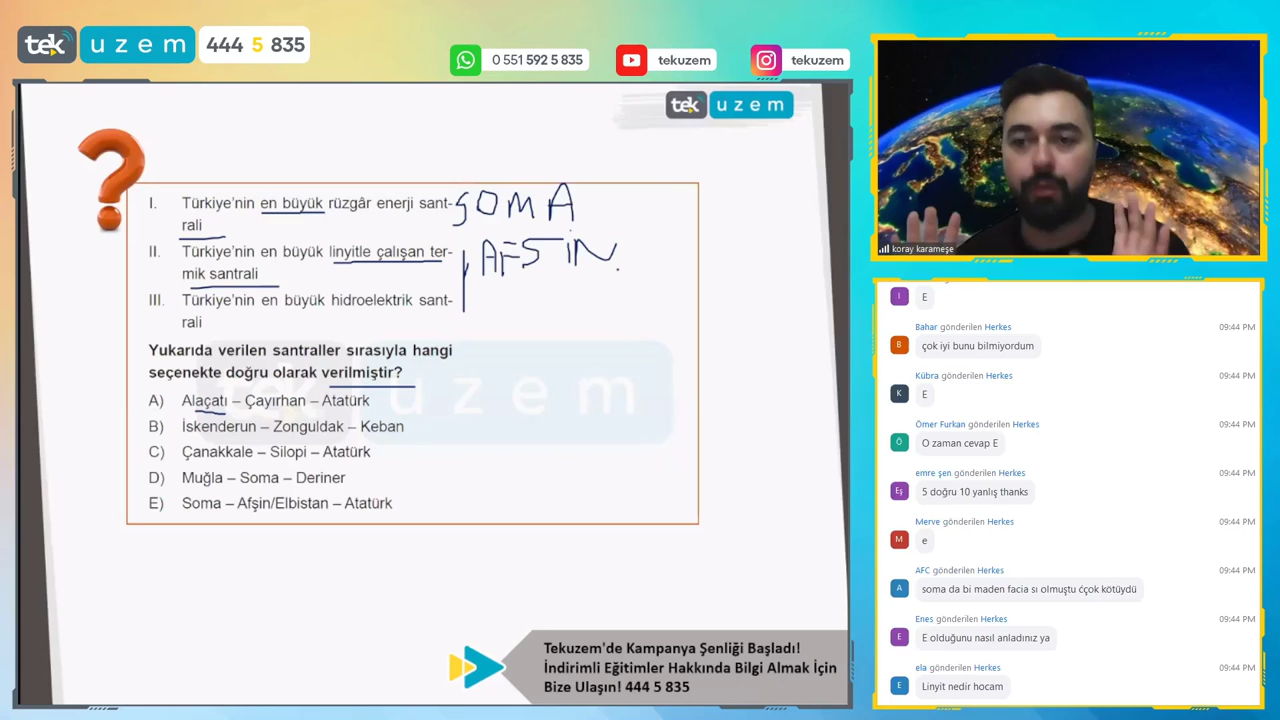 tek uzem 444 5 835
0 551 592 5 835
tekuzem
tekuzem
tek uzem
I. Türkiye'nin en büyük rüzgâr enerji sant-
rali
SOMA
II. Türkiye'nin en büyük linyitle çalışan ter-
mik santrali
AFSİN
III. Türkiye'nin en büyük hidroelektrik sant-
rali
Yukarıda verilen santraller sırasıyla hangi
seçenekte doğru olarak verilmiştir?
A) Alaçatı – Çayırhan – Atatürk
B) İskenderun – Zonguldak – Keban
C) Çanakkale – Silopi – Atatürk
D) Muğla – Soma – Deriner
E) Soma – Afşin/Elbistan – Atatürk
tek uzem
Tekuzem'de Kampanya Şenliği Başladı!
İndirimli Eğitimler Hakkında Bilgi Almak İçin
Bize Ulaşın! 444 5 835
koray karameşe
I
E
Bahar gönderilen Herkes 09:44 PM
B
çok iyi bunu bilmiyordum
Kübra gönderilen Herkes 09:44 PM
K
E
Ömer Furkan gönderilen Herkes 09:44 PM
Ö
O zaman cevap E
emre şen gönderilen Herkes 09:44 PM
Eş
5 doğru 10 yanlış thanks
Merve gönderilen Herkes 09:44 PM
M
e
AFC gönderilen Herkes 09:44 PM
A
soma da bi maden facia sı olmuştu ćçok kötüydü
Enes gönderilen Herkes 09:44 PM
E
E olduğunu nasıl anladınız ya
ela gönderilen Herkes 09:44 PM
E
Linyit nedir hocam